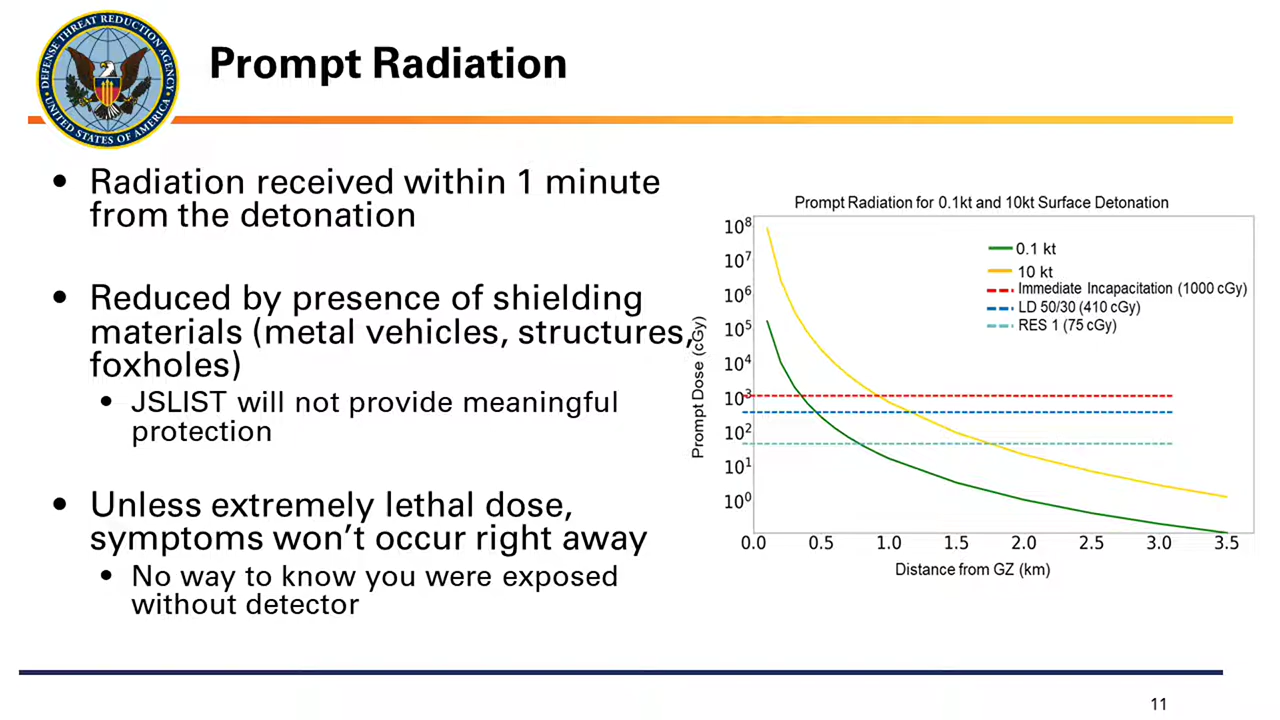 DEFENSE THREAT REDUCTION AGENCY
UNITED STATES OF AMERICA
Prompt Radiation
• Radiation received within 1 minute
from the detonation
• Reduced by presence of shielding
materials (metal vehicles, structures,
foxholes)
• JSLIST will not provide meaningful
protection
• Unless extremely lethal dose,
symptoms won’t occur right away
• No way to know you were exposed
without detector
Prompt Radiation for 0.1kt and 10kt Surface Detonation
0.1 kt
10 kt
Immediate Incapacitation (1000 cGy)
LD 50/30 (410 cGy)
RES 1 (75 cGy)
Prompt Dose (cGy)
10⁸
10⁷
10⁶
10⁵
10⁴
10³
10²
10¹
10⁰
0.0 0.5 1.0 1.5 2.0 2.5 3.0 3.5
Distance from GZ (km)
11